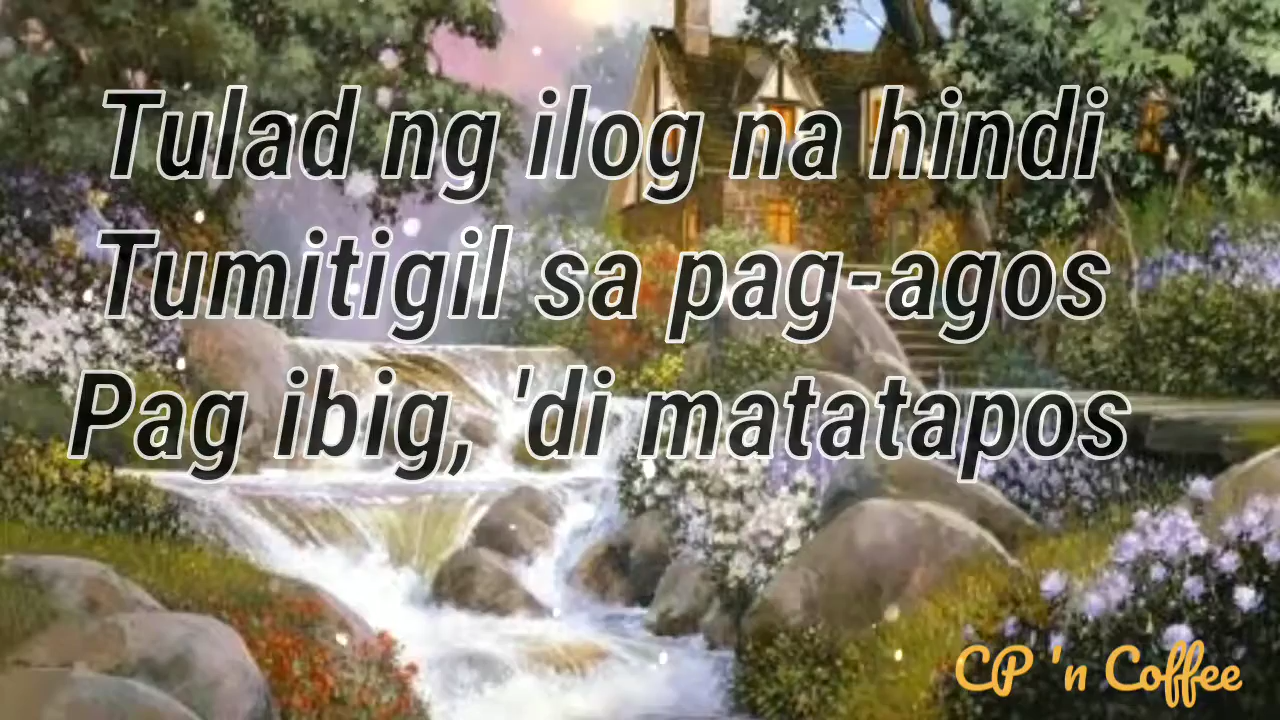 Tulad ng ilog na hindi
Tumitigil sa pag-agos
Pag ibig, 'di matatapos
CP 'n Coffee